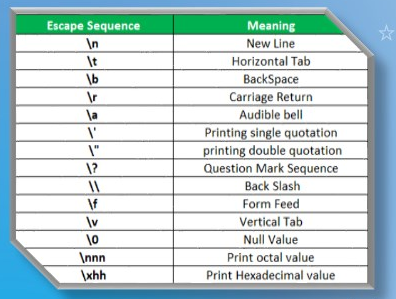 Escape Sequence Meaning
\n New Line
\t Horizontal Tab
\b BackSpace
\r Carriage Return
\a Audible bell
\' Printing single quotation
\" printing double quotation
\? Question Mark Sequence
\\ Back Slash
\f Form Feed
\v Vertical Tab
\0 Null Value
\nnn Print octal value
\xhh Print Hexadecimal value